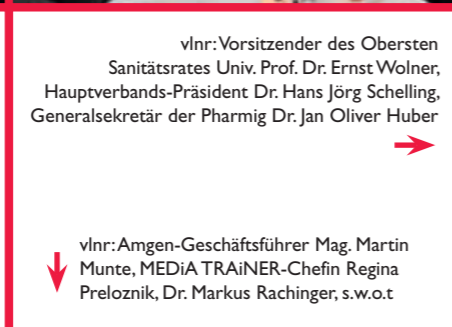 vlnr: Vorsitzender des Obersten
Sanitätsrates Univ. Prof. Dr. Ernst Wolner,
Hauptverbands-Präsident Dr. Hans Jörg Schelling,
Generalsekretär der Pharmig Dr. Jan Oliver Huber
vlnr: Amgen-Geschäftsführer Mag. Martin
Munte, MEDiA TRAiNER-Chefin Regina
Preloznik, Dr. Markus Rachinger, s.w.o.t